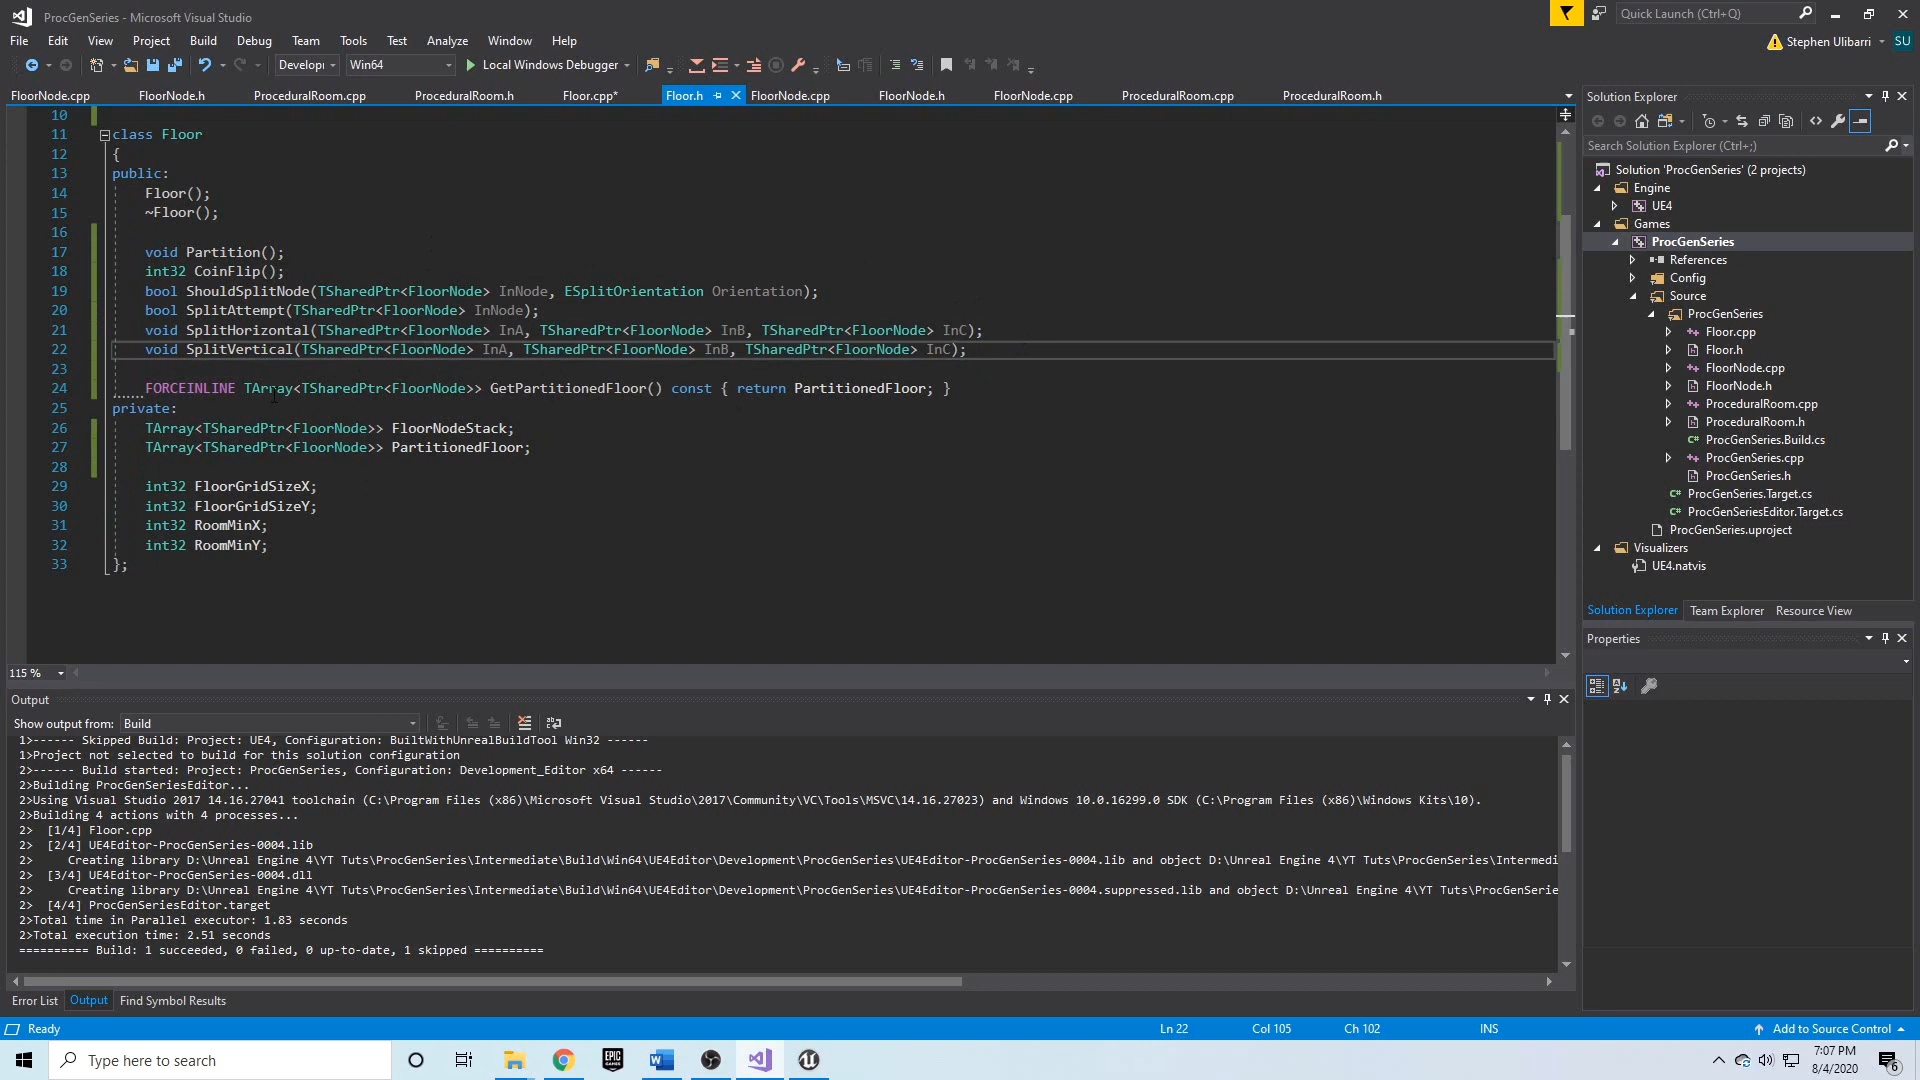 ProcGenSeries - Microsoft Visual Studio
Quick Launch (Ctrl+Q)
File Edit View Project Build Debug Team Tools Test Analyze Window Help
Stephen Ulibarri SU
Developi Win64 Local Windows Debugger
FloorNode.cpp FloorNode.h ProceduralRoom.cpp ProceduralRoom.h Floor.cpp* Floor.h FloorNode.cpp FloorNode.h FloorNode.cpp ProceduralRoom.cpp ProceduralRoom.h
10
11 class Floor
12 {
13 public:
14 Floor();
15 ~Floor();
16
17 void Partition();
18 int32 CoinFlip();
19 bool ShouldSplitNode(TSharedPtr<FloorNode> InNode, ESplitOrientation Orientation);
20 bool SplitAttempt(TSharedPtr<FloorNode> InNode);
21 void SplitHorizontal(TSharedPtr<FloorNode> InA, TSharedPtr<FloorNode> InB, TSharedPtr<FloorNode> InC);
22 void SplitVertical(TSharedPtr<FloorNode> InA, TSharedPtr<FloorNode> InB, TSharedPtr<FloorNode> InC);
23
24 FORCEINLINE TArray<TSharedPtr<FloorNode>> GetPartitionedFloor() const { return PartitionedFloor; }
25 private:
26 TArray<TSharedPtr<FloorNode>> FloorNodeStack;
27 TArray<TSharedPtr<FloorNode>> PartitionedFloor;
28
29 int32 FloorGridSizeX;
30 int32 FloorGridSizeY;
31 int32 RoomMinX;
32 int32 RoomMinY;
33 };
115 %
Output
Show output from: Build
1>------ Skipped Build: Project: UE4, Configuration: BuiltWithUnrealBuildTool Win32 ------
1>Project not selected to build for this solution configuration
2>------ Build started: Project: ProcGenSeries, Configuration: Development_Editor x64 ------
2>Building ProcGenSeriesEditor...
2>Using Visual Studio 2017 14.16.27041 toolchain (C:\Program Files (x86)\Microsoft Visual Studio\2017\Community\VC\Tools\MSVC\14.16.27023) and Windows 10.0.16299.0 SDK (C:\Program Files (x86)\Windows Kits\10).
2>Building 4 actions with 4 processes...
2> [1/4] Floor.cpp
2> [2/4] UE4Editor-ProcGenSeries-0004.lib
2> Creating library D:\Unreal Engine 4\YT Tuts\ProcGenSeries\Intermediate\Build\Win64\UE4Editor\Development\ProcGenSeries\UE4Editor-ProcGenSeries-0004.lib and object D:\Unreal Engine 4\YT Tuts\ProcGenSeries\Intermedi
2> [3/4] UE4Editor-ProcGenSeries-0004.dll
2> Creating library D:\Unreal Engine 4\YT Tuts\ProcGenSeries\Intermediate\Build\Win64\UE4Editor\Development\ProcGenSeries\UE4Editor-ProcGenSeries-0004.suppressed.lib and object D:\Unreal Engine 4\YT Tuts\ProcGenSerie
2> [4/4] ProcGenSeriesEditor.target
2>Total time in Parallel executor: 1.83 seconds
2>Total execution time: 2.51 seconds
========== Build: 1 succeeded, 0 failed, 0 up-to-date, 1 skipped ==========
Error List Output Find Symbol Results
Solution Explorer
Search Solution Explorer (Ctrl+;)
Solution 'ProcGenSeries' (2 projects)
Engine
UE4
Games
ProcGenSeries
References
Config
Source
ProcGenSeries
Floor.cpp
Floor.h
FloorNode.cpp
FloorNode.h
ProceduralRoom.cpp
ProceduralRoom.h
ProcGenSeries.Build.cs
ProcGenSeries.cpp
ProcGenSeries.h
ProcGenSeries.Target.cs
ProcGenSeriesEditor.Target.cs
ProcGenSeries.uproject
Visualizers
UE4.natvis
Solution Explorer Team Explorer Resource View
Properties
Ready Ln 22 Col 105 Ch 102 INS Add to Source Control
Type here to search
EPIC GAMES
7:07 PM
8/4/2020
6